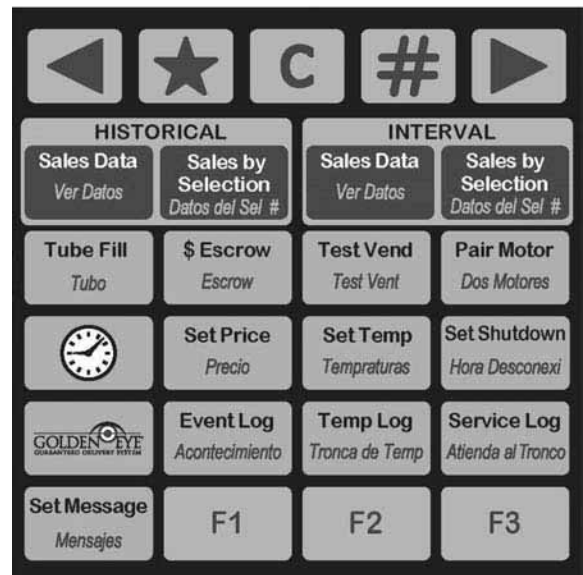 C #
HISTORICAL
INTERVAL
Sales Data
Ver Datos
Sales by
Selection
Datos del Sel #
Sales Data
Ver Datos
Sales by
Selection
Datos del Sel #
Tube Fill
Tubo
$ Escrow
Escrow
Test Vend
Test Vent
Pair Motor
Dos Motores
Set Price
Precio
Set Temp
Tempraturas
Set Shutdown
Hora Desconexi
GOLDEN EYE
GUARANTEED DELIVERY SYSTEM
Event Log
Acontecimiento
Temp Log
Tronca de Temp
Service Log
Atienda al Tronco
Set Message
Mensajes
F1
F2
F3